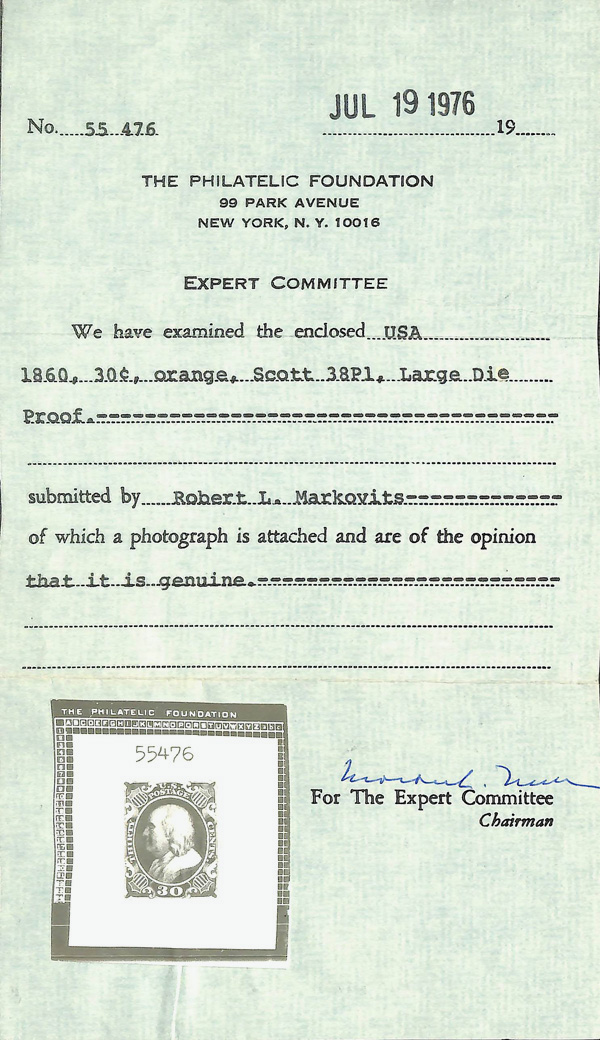 JUL 19 1976
No. 55 476 19
THE PHILATELIC FOUNDATION
99 PARK AVENUE
NEW YORK, N. Y. 10016
EXPERT COMMITTEE
We have examined the enclosed USA
1860, 30¢, orange, Scott 38P1, Large Die
Proof.
submitted by Robert L. Markovits
of which a photograph is attached and are of the opinion
that it is genuine.
THE PHILATELIC FOUNDATION
ABCDEFGHIJKLMNOPQRSTUVWXYZ
55476
U.S.
POSTAGE
THIRTY CENTS
30
For The Expert Committee
Chairman